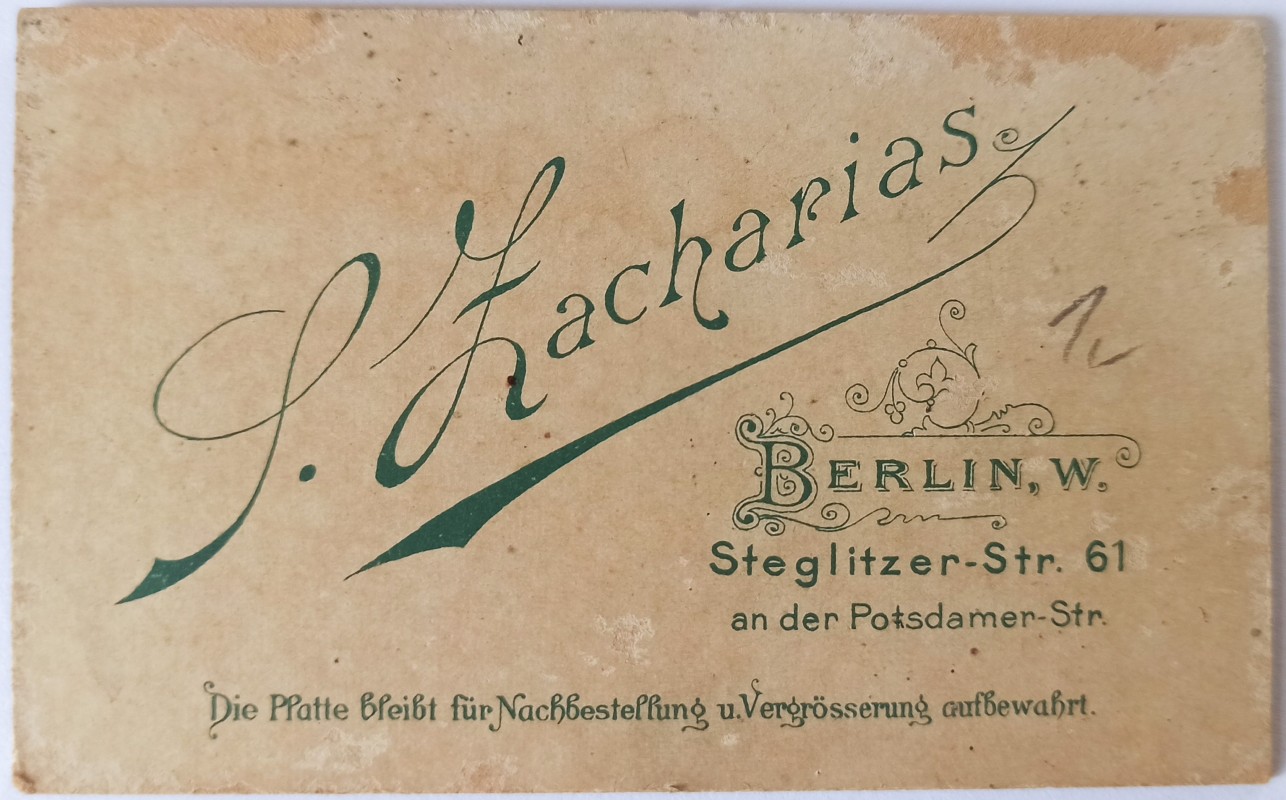 S. Zacharias.
BERLIN, W.
Steglitzer-Str. 61
an der Potsdamer-Str.
Die Platte bleibt für Nachbestellung u. Vergrösserung aufbewahrt.